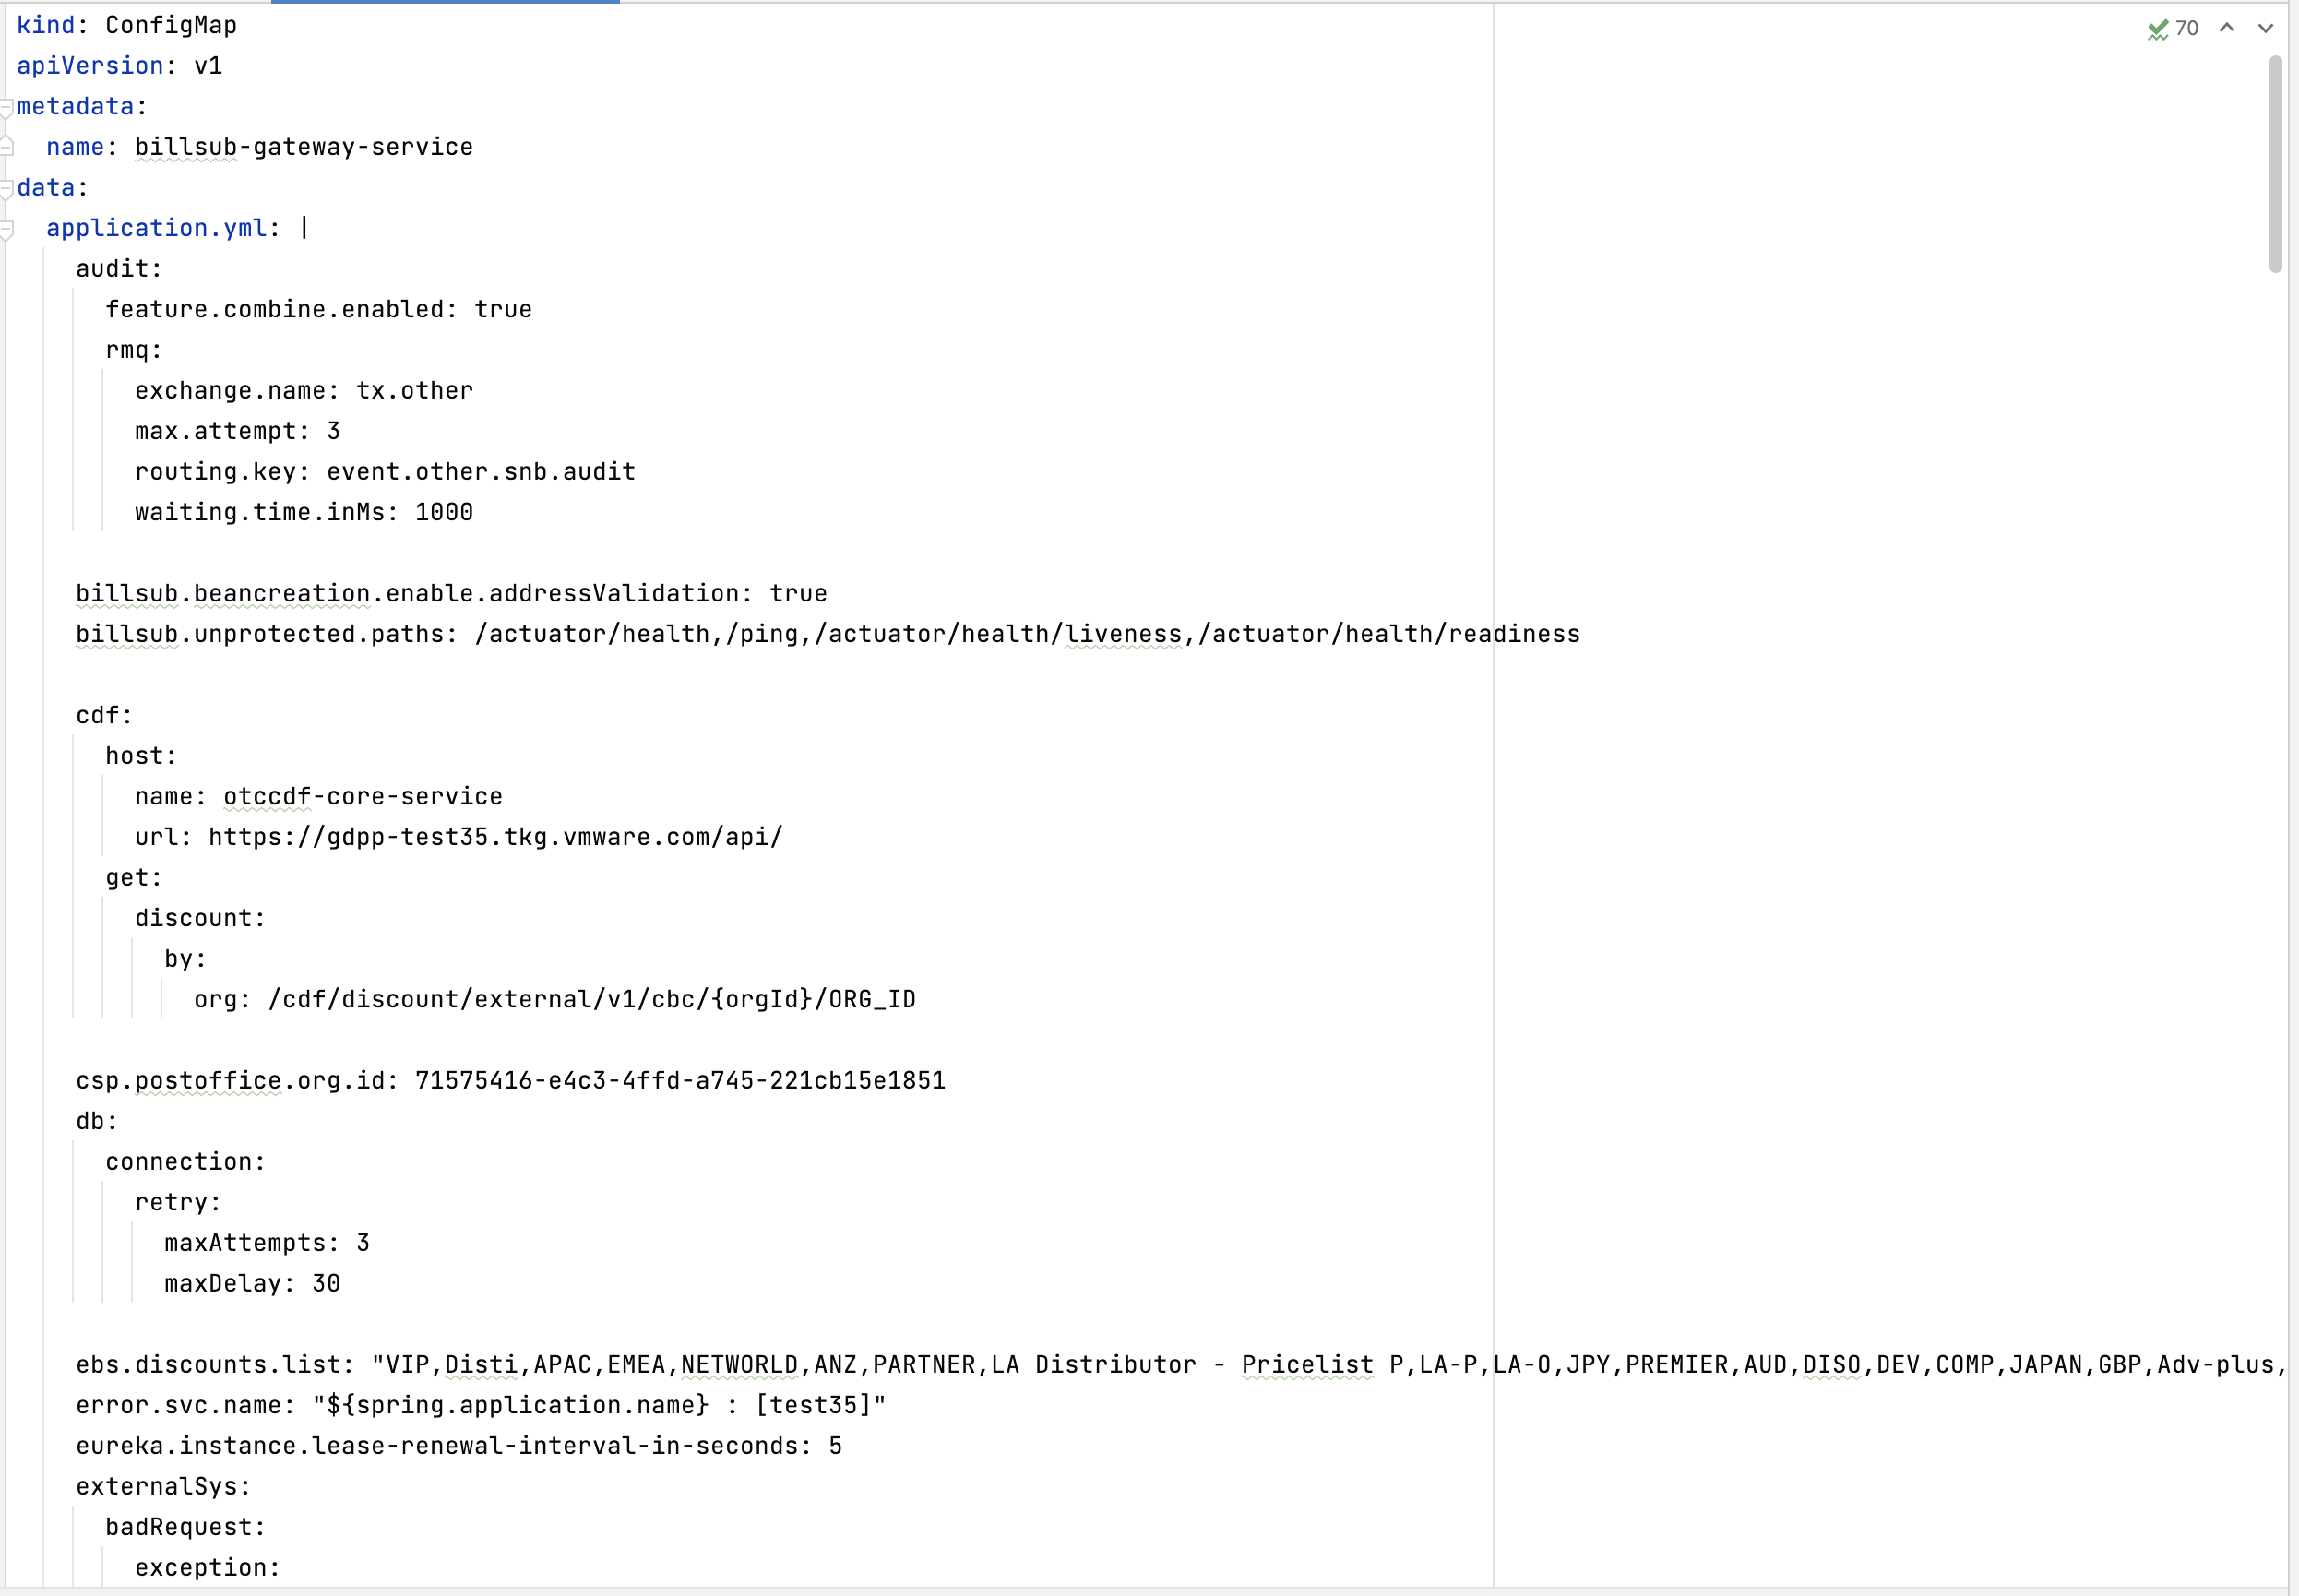 kind: ConfigMap
apiVersion: v1
metadata:
  name: billsub-gateway-service
data:
  application.yml: |
    audit:
      feature.combine.enabled: true
      rmq:
        exchange.name: tx.other
        max.attempt: 3
        routing.key: event.other.snb.audit
        waiting.time.inMs: 1000

    billsub.beancreation.enable.addressValidation: true
    billsub.unprotected.paths: /actuator/health,/ping,/actuator/health/liveness,/actuator/health/readiness

    cdf:
      host:
        name: otccdf-core-service
        url: https://gdpp-test35.tkg.vmware.com/api/
      get:
        discount:
          by:
            org: /cdf/discount/external/v1/cbc/{orgId}/ORG_ID

    csp.postoffice.org.id: 71575416-e4c3-4ffd-a745-221cb15e1851
    db:
      connection:
        retry:
          maxAttempts: 3
          maxDelay: 30

    ebs.discounts.list: "VIP,Disti,APAC,EMEA,NETWORLD,ANZ,PARTNER,LA Distributor - Pricelist P,LA-P,LA-O,JPY,PREMIER,AUD,DISO,DEV,COMP,JAPAN,GBP,Adv-plus,
    error.svc.name: "${spring.application.name} : [test35]"
    eureka.instance.lease-renewal-interval-in-seconds: 5
    externalSys:
      badRequest:
        exception:
70